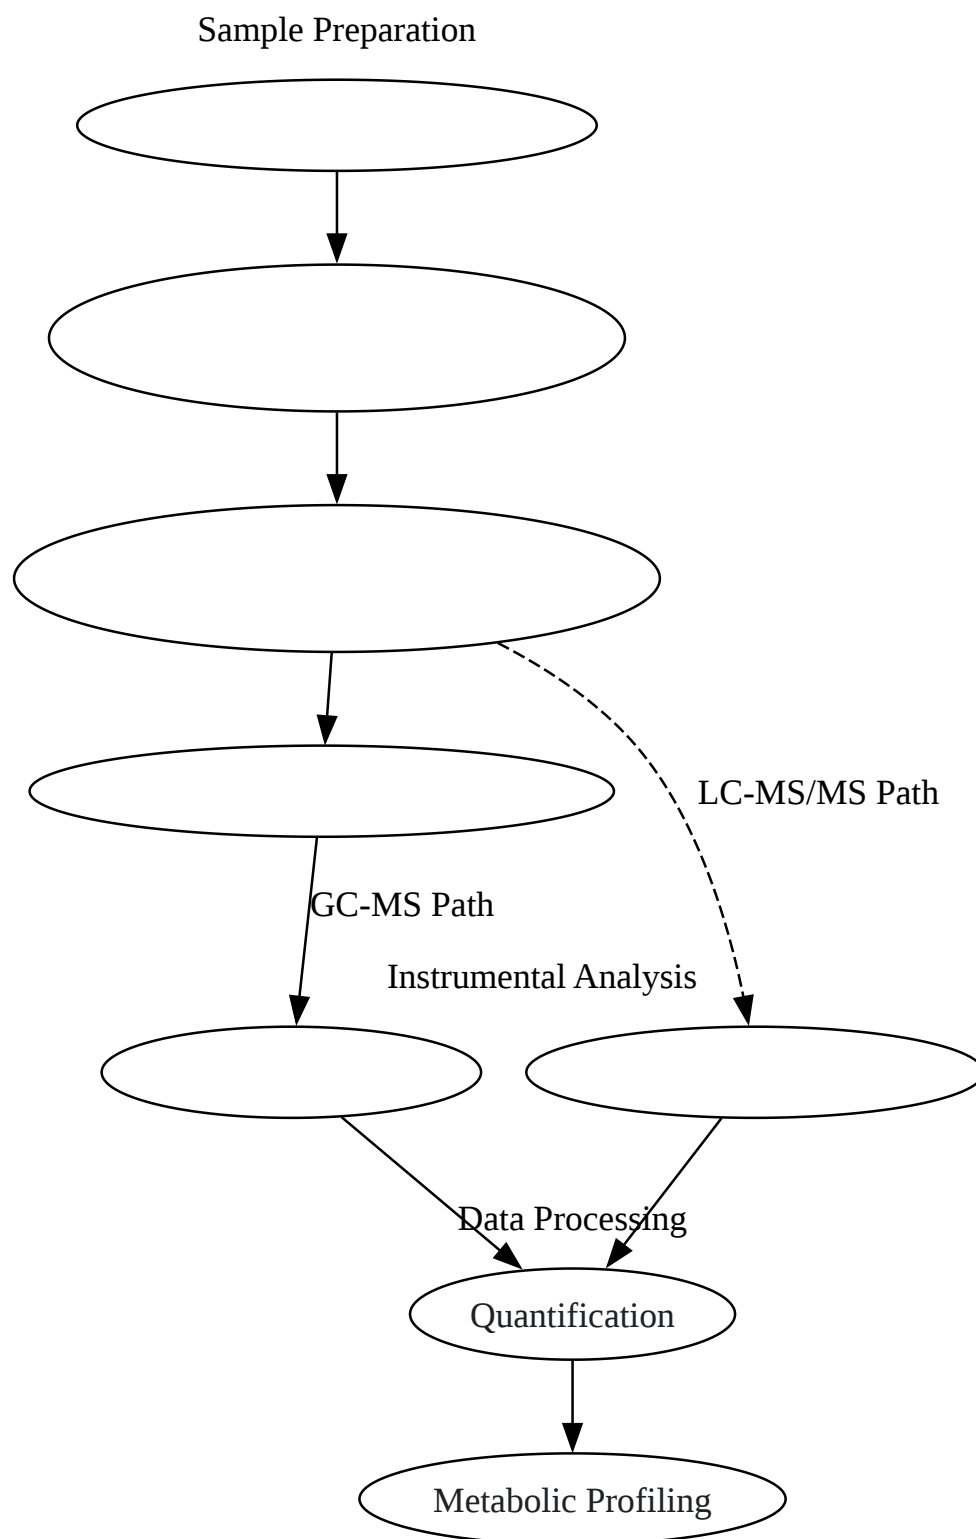 Sample Preparation
LC-MS/MS Path
GC-MS Path
Instrumental Analysis
Data Processing
Quantification
Metabolic Profiling